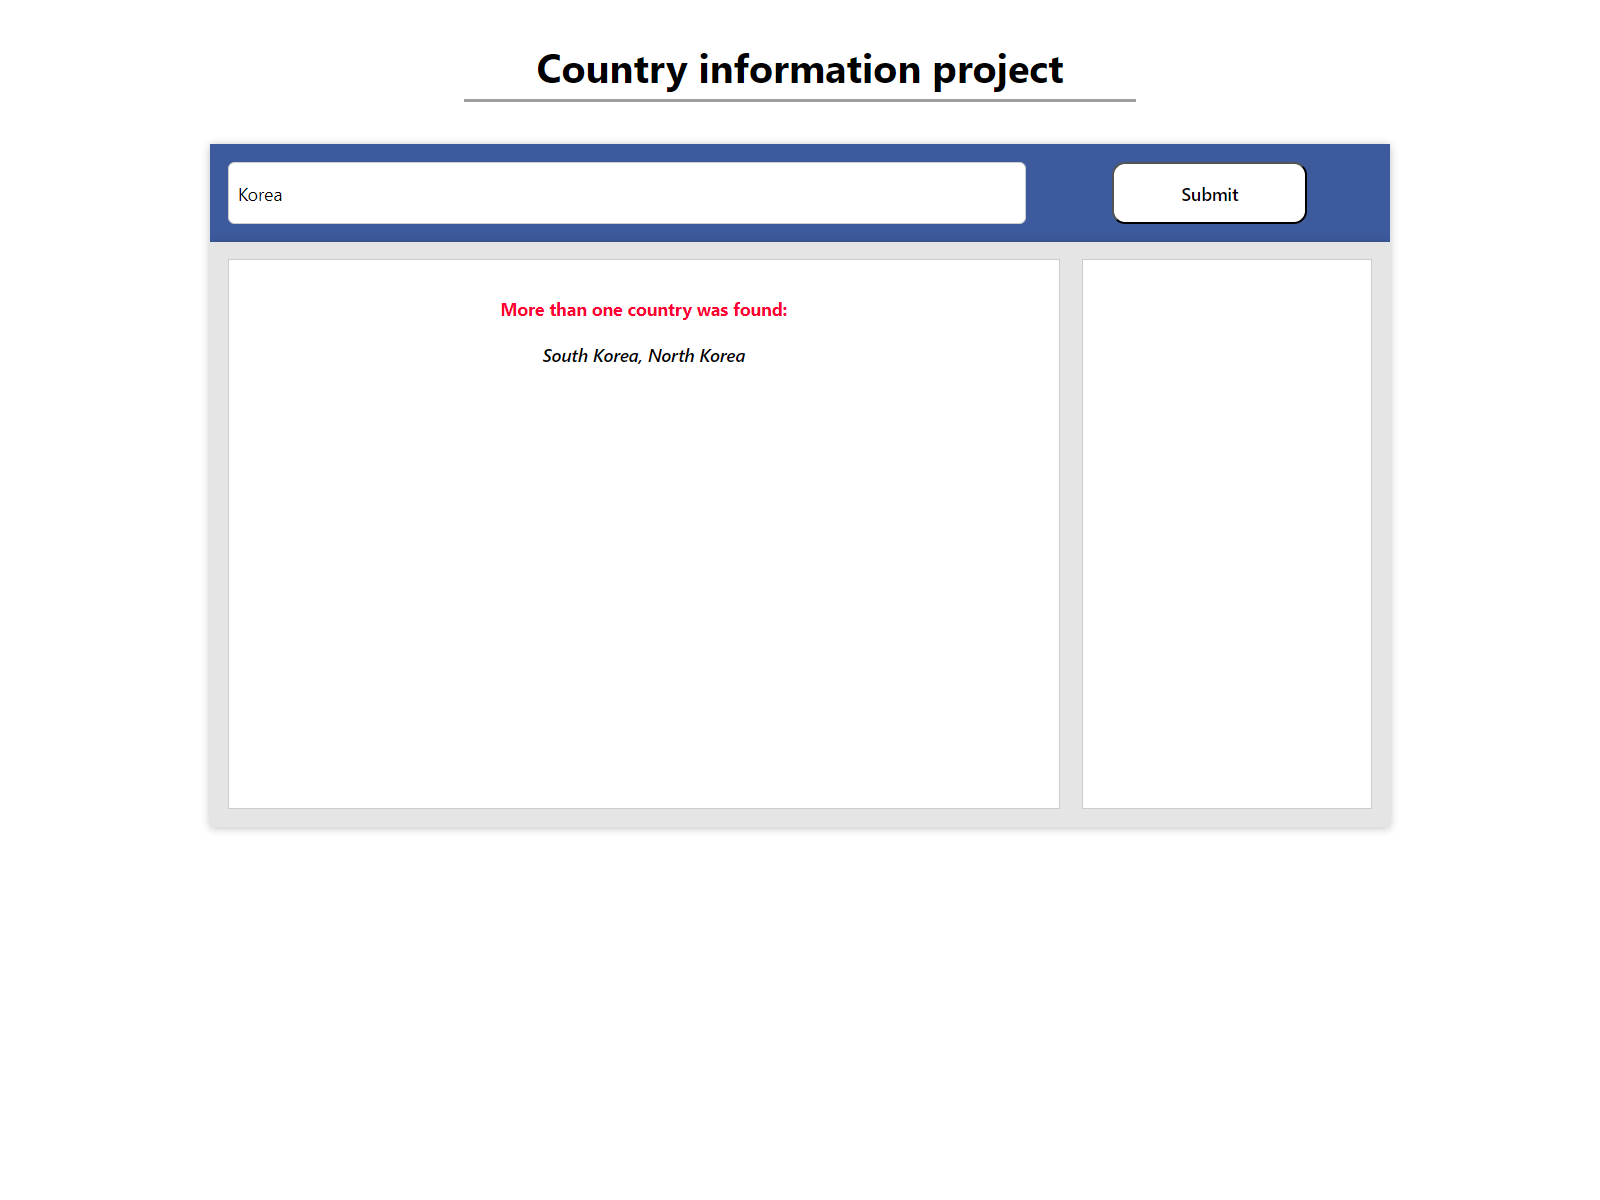 Country information project
Korea
Submit
More than one country was found:
South Korea, North Korea